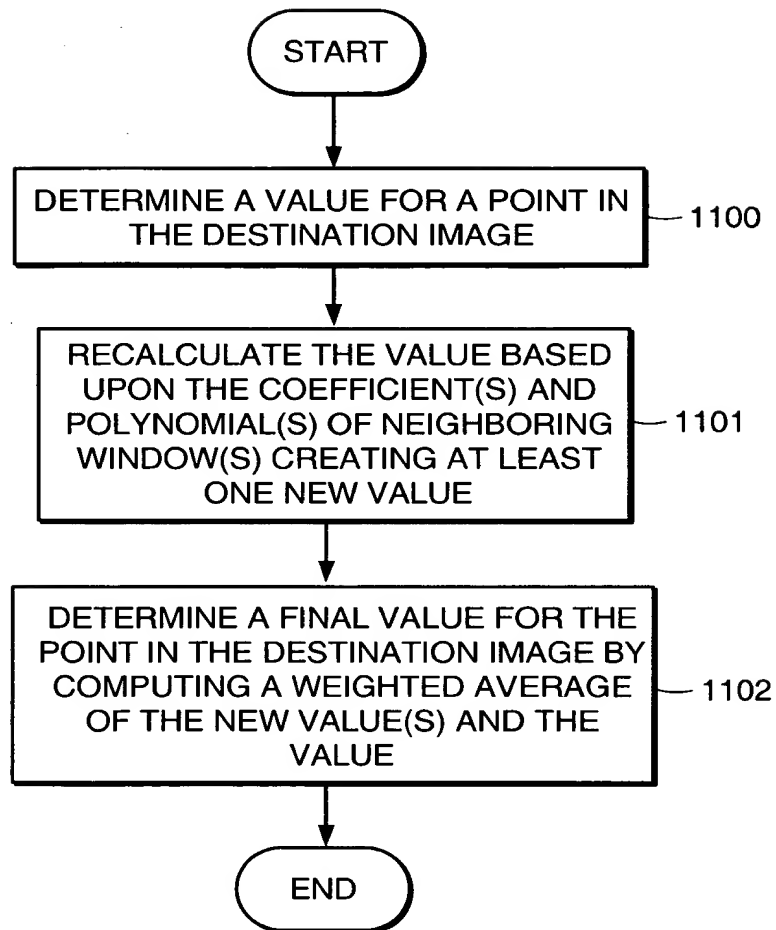 START
DETERMINE A VALUE FOR A POINT IN
THE DESTINATION IMAGE
1100
RECALCULATE THE VALUE BASED
UPON THE COEFFICIENT(S) AND
POLYNOMIAL(S) OF NEIGHBORING
WINDOW(S) CREATING AT LEAST
ONE NEW VALUE
1101
DETERMINE A FINAL VALUE FOR THE
POINT IN THE DESTINATION IMAGE BY
COMPUTING A WEIGHTED AVERAGE
OF THE NEW VALUE(S) AND THE
VALUE
1102
END